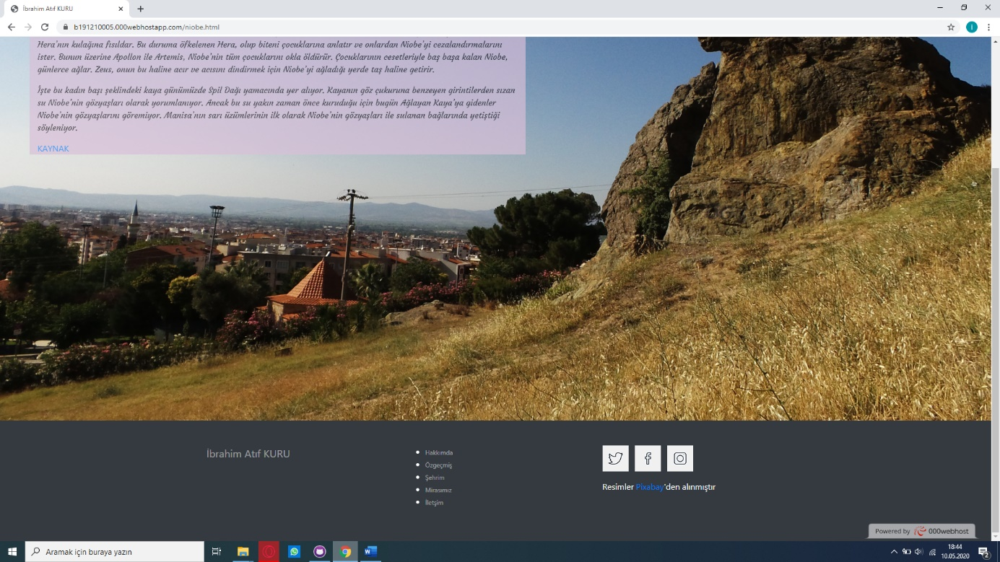 İbrahim Atıf KURU
b191210005.000webhostapp.com/niobe.html
Hera'nın kulağına fısıldar. Bu duruma öfkelenen Hera, olup biteni çocuklarına anlatır ve onlardan Niobe'yi cezalandırmalarını
ister. Bunun üzerine Apollon ile Artemis, Niobe'nin tüm çocuklarını okla öldürür. Çocuklarının cesetleriyle baş başa kalan Niobe,
günlerce ağlar. Zeus, onun bu haline acır ve acısını dindirmek için Niobe'yi ağladığı yerde taş haline getirir.
İşte bu kadın başı şeklindeki kaya günümüzde Spil Dağı yamacında yer alıyor. Kayanın göz çukuruna benzeyen girintilerden sızan
su Niobe'nin gözyaşları olarak yorumlanıyor. Ancak bu su yakın zaman önce kuruduğu için bugün Ağlayan Kaya'ya gidenler
Niobe'nin gözyaşlarını göremiyor. Manisa'nın sarı üzümlerinin ilk olarak Niobe'nin gözyaşları ile sulanan bağlarında yetiştiği
söyleniyor.
KAYNAK
İbrahim Atıf KURU
Hakkımda
Özgeçmiş
Şehrim
Mirasımız
İletşim
Resimler Pixabay'den alınmıştır
Powered by 000webhost
Aramak için buraya yazın
18:44
10.05.2020
2